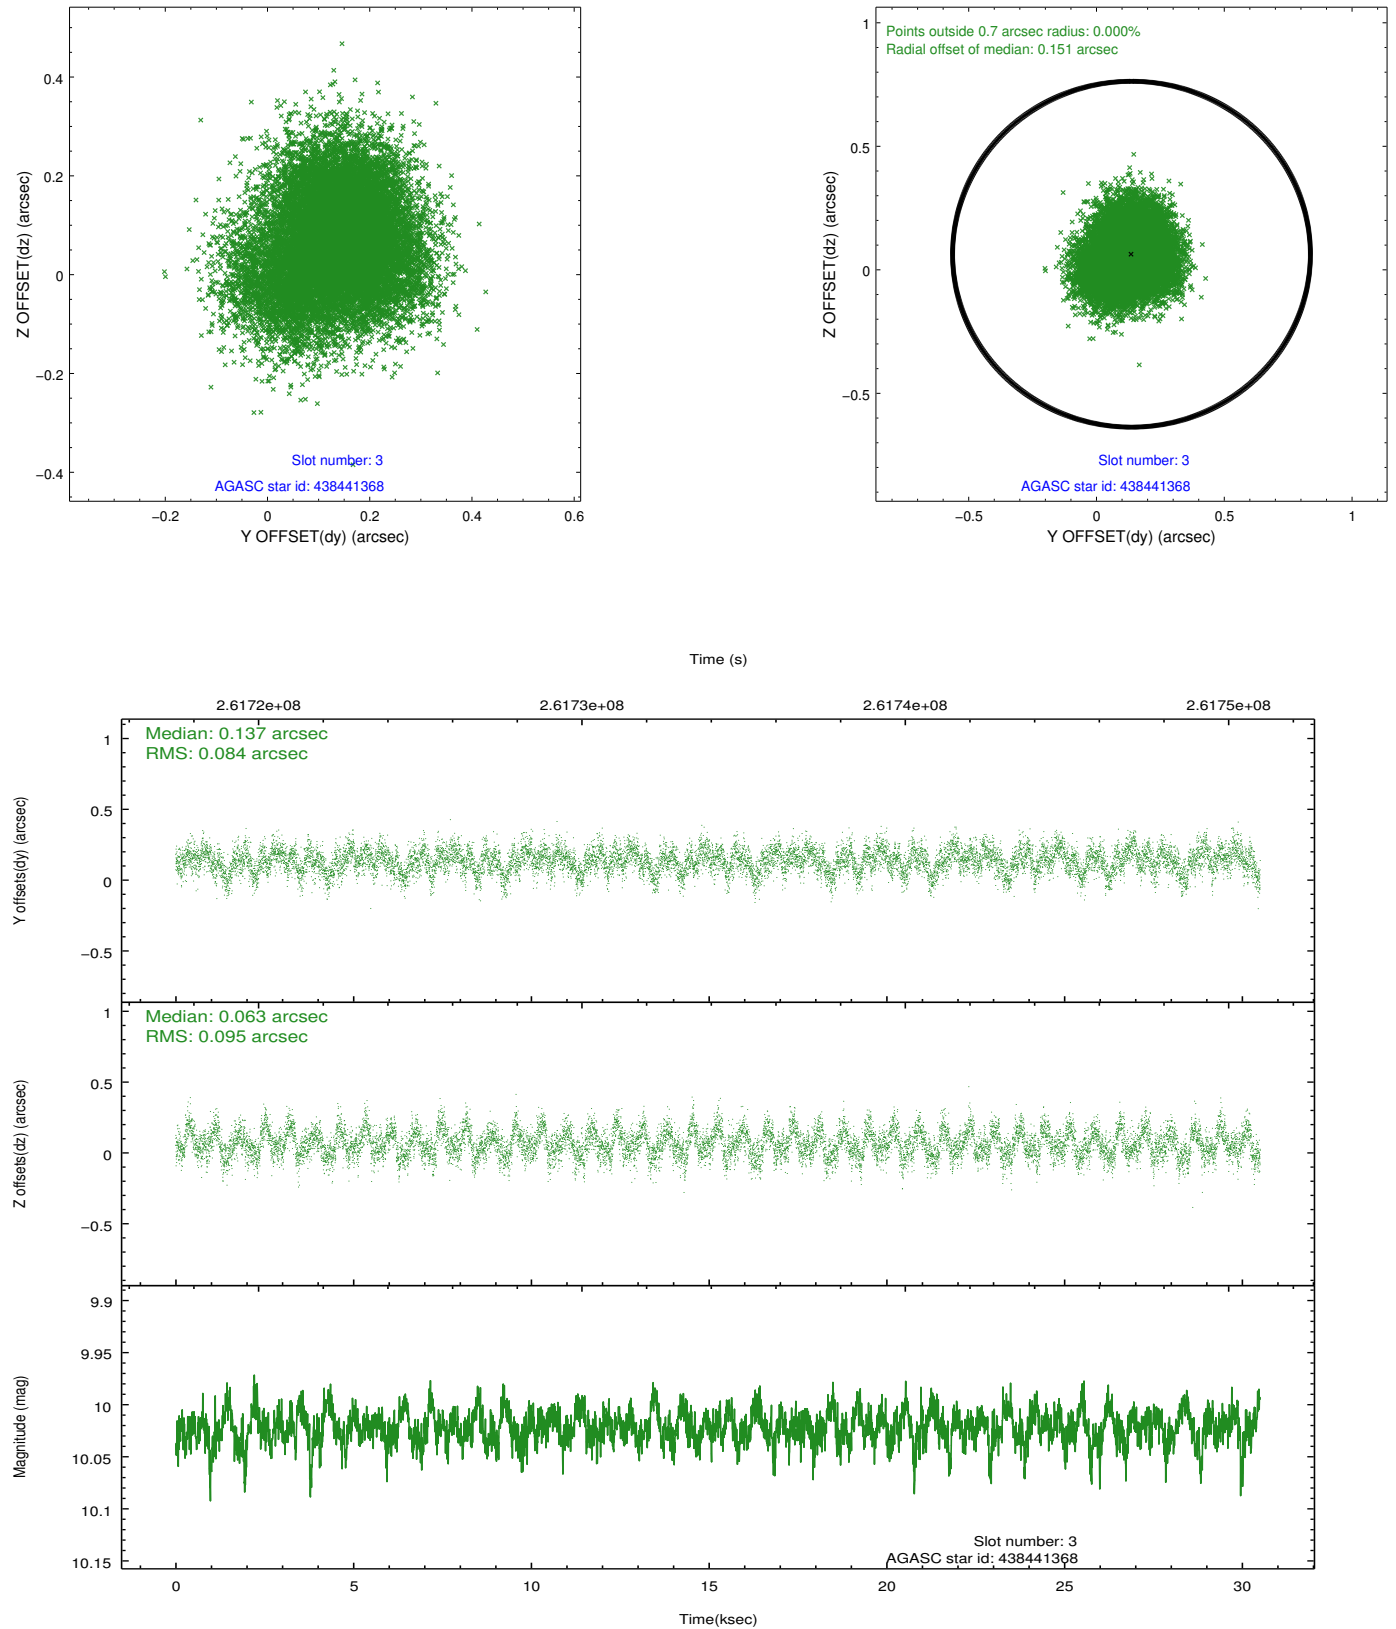 0.4
0.2
0
−0.2
−0.4
Z OFFSET(dz) (arcsec)
Slot number: 3
AGASC star id: 438441368
−0.2
0
0.2
0.4
0.6
Y OFFSET(dy) (arcsec)
Points outside 0.7 arcsec radius: 0.000%
Radial offset of median: 0.151 arcsec
1
0.5
0
−0.5
Z OFFSET(dz) (arcsec)
Slot number: 3
AGASC star id: 438441368
−0.5
0
0.5
1
Y OFFSET(dy) (arcsec)
Time (s)
2.6172e+08
2.6173e+08
2.6174e+08
2.6175e+08
Median: 0.137 arcsec
RMS: 0.084 arcsec
1
0.5
0
−0.5
Y offsets(dy) (arcsec)
Median: 0.063 arcsec
RMS: 0.095 arcsec
1
0.5
0
−0.5
Z offsets(dz) (arcsec)
9.9
9.95
10
10.05
10.1
10.15
Magnitude (mag)
Slot number: 3
AGASC star id: 438441368
0
5
10
15
20
25
30
Time(ksec)